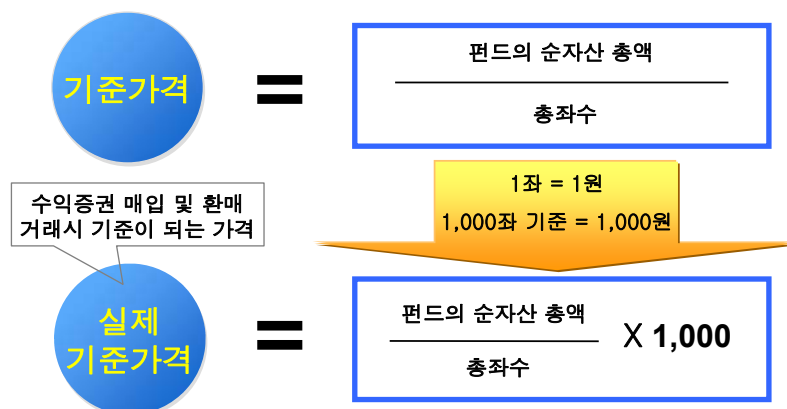 기준가격
=
펀드의 순자산 총액
총좌수
1좌 = 1원
1,000좌 기준 = 1,000원
수익증권 매입 및 환매
거래시 기준이 되는 가격
실제
기준가격
=
펀드의 순자산 총액
총좌수
X 1,000